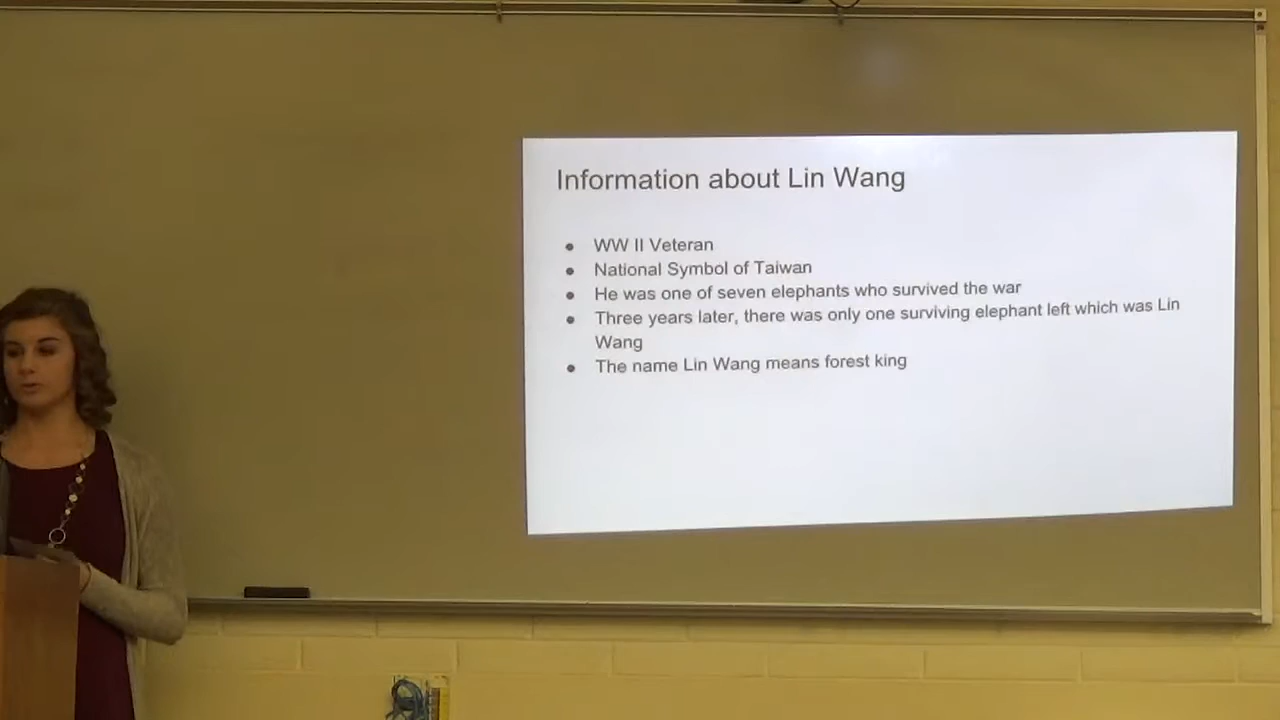 Information about Lin Wang
● WW II Veteran
● National Symbol of Taiwan
● He was one of seven elephants who survived the war
● Three years later, there was only one surviving elephant left which was Lin
Wang
● The name Lin Wang means forest king